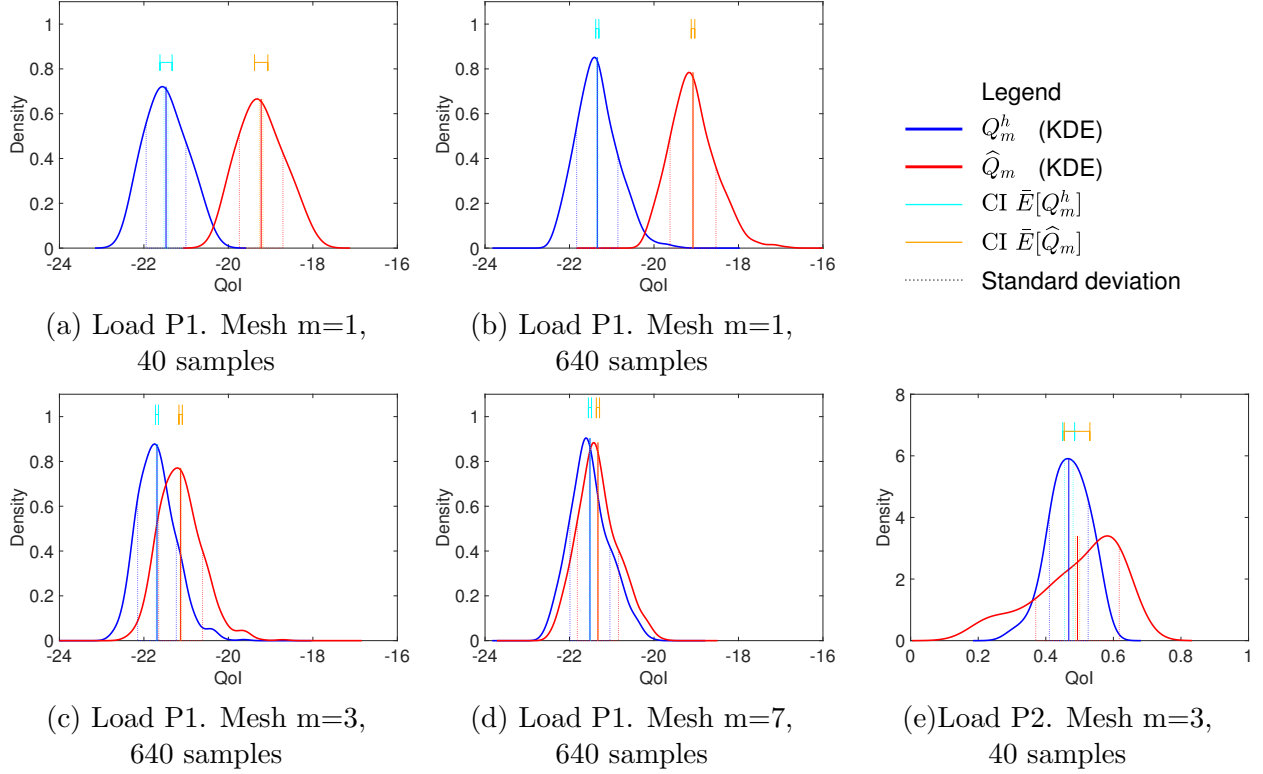 1
0.8
0.6
0.4
0.2
0
Density
-24 -22 -20 -18 -16
QoI
(a) Load P1. Mesh m=1,
40 samples
1
0.8
0.6
0.4
0.2
0
Density
-24 -22 -20 -18 -16
QoI
(b) Load P1. Mesh m=1,
640 samples
Legend
$Q_m^h$ (KDE)
$\widehat{Q}_m$ (KDE)
CI $\bar{E}[Q_m^h]$
CI $\bar{E}[\widehat{Q}_m]$
Standard deviation
1
0.8
0.6
0.4
0.2
0
Density
-24 -22 -20 -18 -16
QoI
(c) Load P1. Mesh m=3,
640 samples
1
0.8
0.6
0.4
0.2
0
Density
-24 -22 -20 -18 -16
QoI
(d) Load P1. Mesh m=7,
640 samples
8
6
4
2
0
Density
0 0.2 0.4 0.6 0.8 1
QoI
(e)Load P2. Mesh m=3,
40 samples